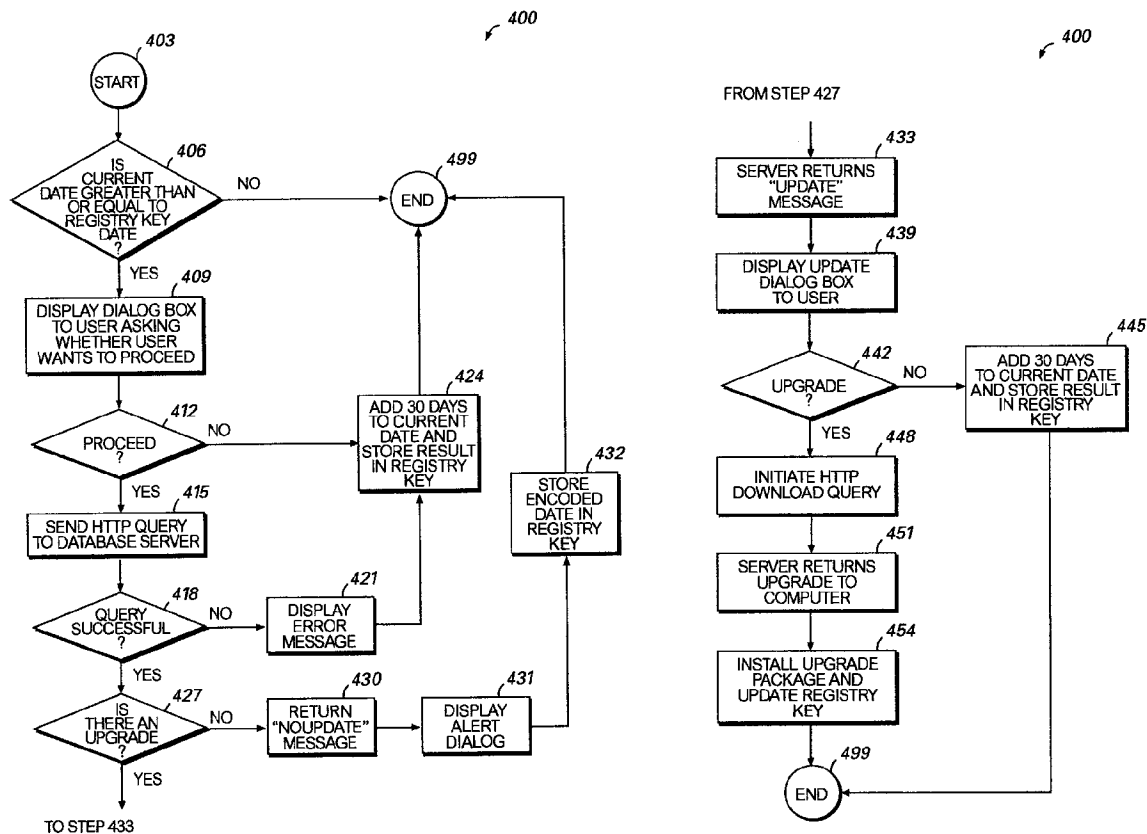 400
403
START
406
IS
CURRENT
DATE GREATER THAN
OR EQUAL TO
REGISTRY KEY
DATE
?
NO
YES
499
END
409
DISPLAY DIALOG BOX
TO USER ASKING
WHETHER USER
WANTS TO PROCEED
412
PROCEED
?
NO
YES
424
ADD 30 DAYS
TO CURRENT
DATE AND
STORE RESULT
IN REGISTRY
KEY
432
STORE
ENCODED
DATE IN
REGISTRY
KEY
415
SEND HTTP QUERY
TO DATABASE SERVER
418
QUERY
SUCCESSFUL
?
NO
YES
421
DISPLAY
ERROR
MESSAGE
427
IS
THERE AN
UPGRADE
?
NO
YES
430
RETURN
"NOUPDATE"
MESSAGE
431
DISPLAY
ALERT
DIALOG
TO STEP 433
400
FROM STEP 427
433
SERVER RETURNS
"UPDATE"
MESSAGE
439
DISPLAY UPDATE
DIALOG BOX
TO USER
442
UPGRADE
?
NO
YES
445
ADD 30 DAYS
TO CURRENT DATE
AND STORE RESULT
IN REGISTRY
KEY
448
INITIATE HTTP
DOWNLOAD QUERY
451
SERVER RETURNS
UPGRADE TO
COMPUTER
454
INSTALL UPGRADE
PACKAGE AND
UPDATE REGISTRY
KEY
499
END